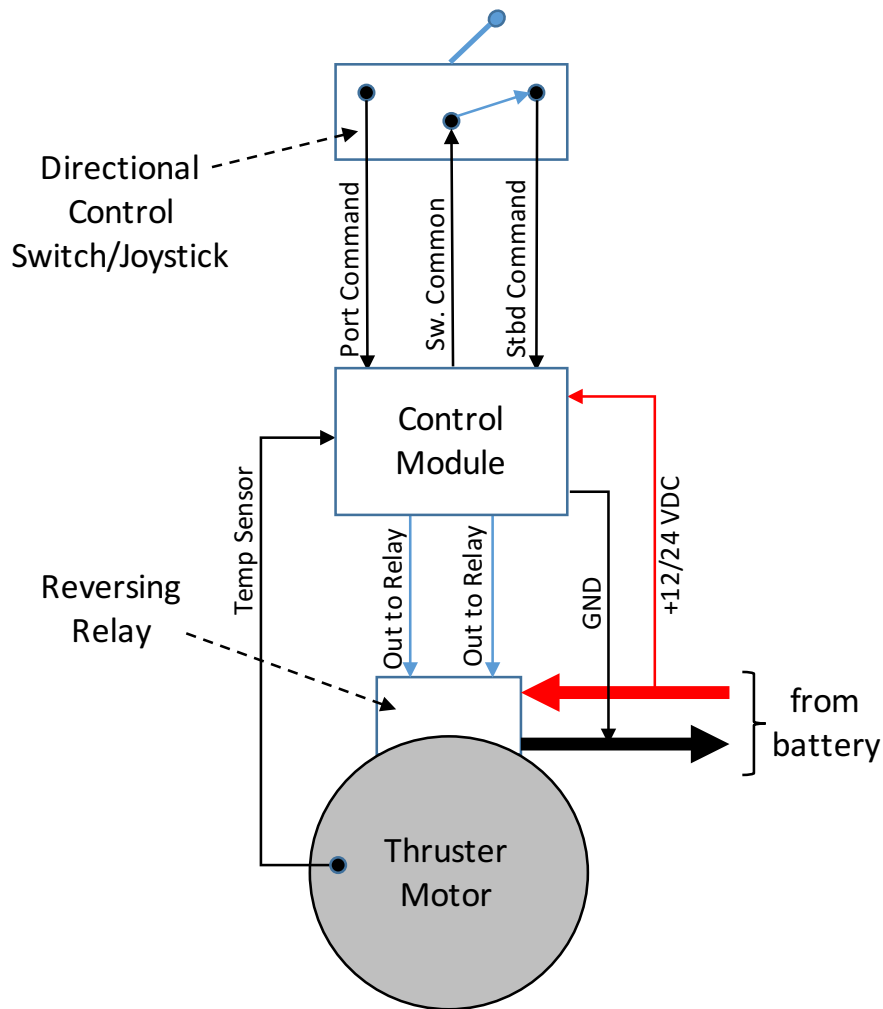 Directional
Control
Switch/Joystick
Port Command
Sw. Common
Stbd Command
Control
Module
Temp Sensor
Out to Relay
Out to Relay
GND
+12/24 VDC
Reversing
Relay
from
battery
Thruster
Motor